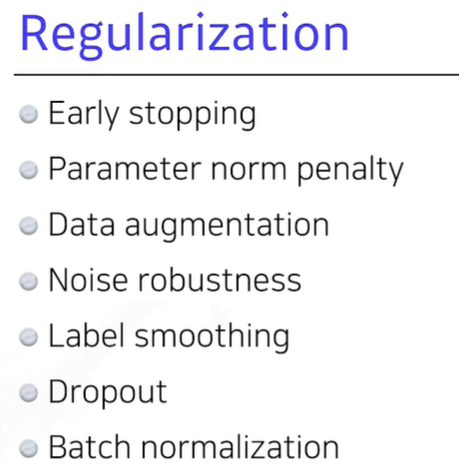 Regularization
Early stopping
Parameter norm penalty
Data augmentation
Noise robustness
Label smoothing
Dropout
Batch normalization